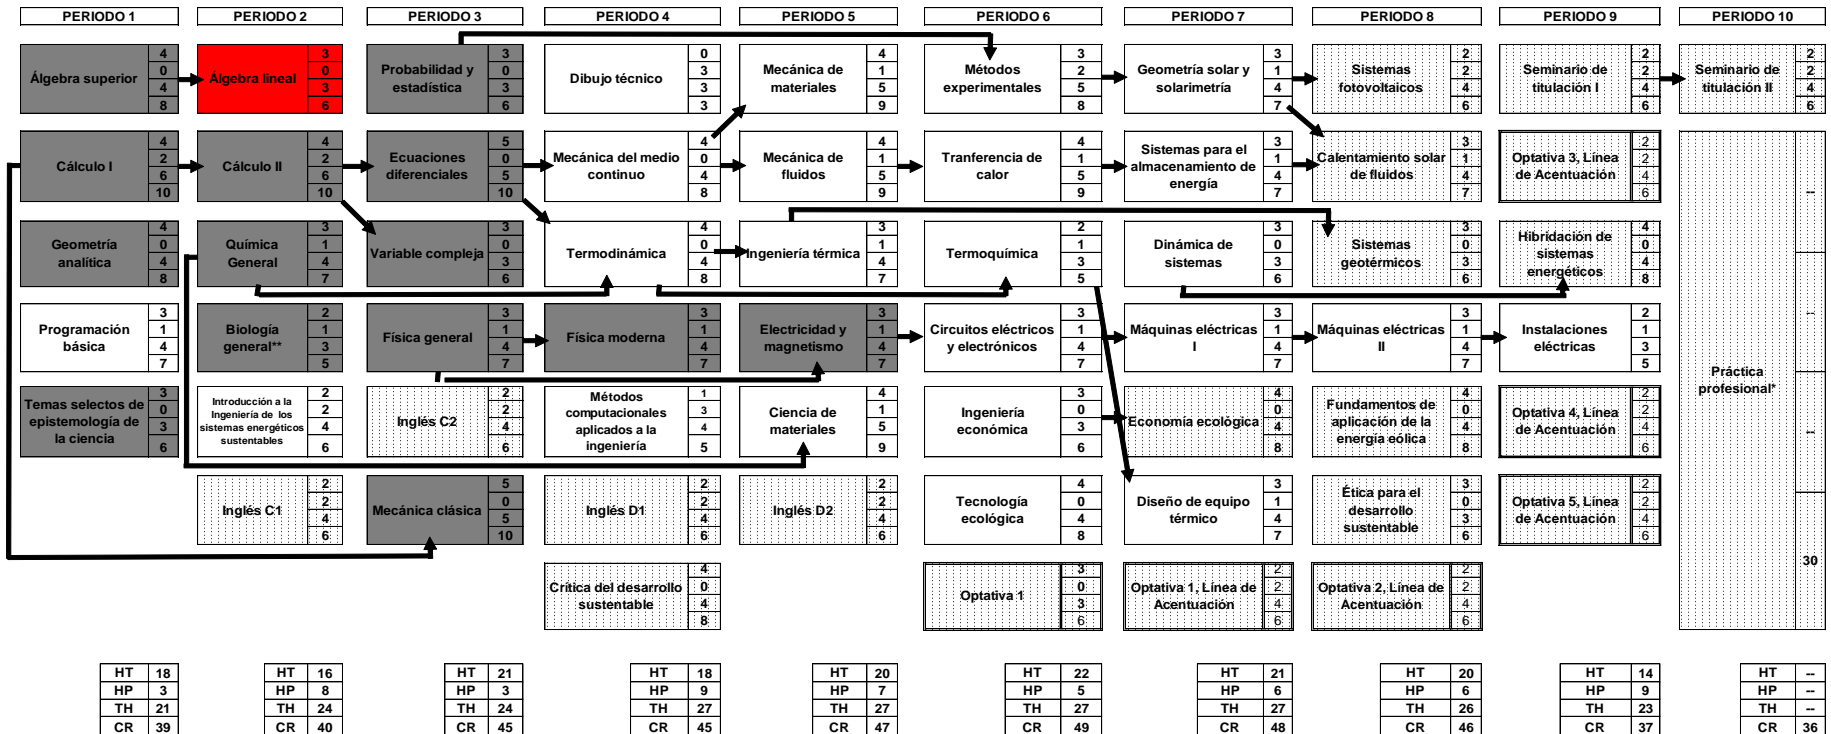 PERIODO 1
PERIODO 2
PERIODO 3
PERIODO 4
PERIODO 5
PERIODO 6
PERIODO 7
PERIODO 8
PERIODO 9
PERIODO 10
Álgebra superior
4
0
4
8
Álgebra lineal
3
0
3
6
Probabilidad y
estadística
3
0
3
6
Dibujo técnico
0
3
3
3
Mecánica de
materiales
4
1
5
9
Métodos
experimentales
3
2
5
8
Geometría solar y
solarimetría
3
1
4
7
Sistemas
fotovoltaicos
2
2
4
6
Seminario de
titulación I
2
2
4
6
Seminario de
titulación II
2
2
4
6
Cálculo I
4
2
6
10
Cálculo II
4
2
6
10
Ecuaciones
diferenciales
5
0
5
10
Mecánica del medio
continuo
4
0
4
8
Mecánica de
fluidos
4
1
5
9
Tranferencia de
calor
4
1
5
9
Sistemas para el
almacenamiento de
energía
3
1
4
7
Calentamiento solar
de fluidos
3
1
4
7
Optativa 3, Línea
de Acentuación
2
2
4
6
Práctica
profesional*
--
--
--
30
Geometría
analítica
4
0
4
8
Química
General
3
1
4
7
Variable compleja
3
0
3
6
Termodinámica
4
0
4
8
Ingeniería térmica
3
1
4
7
Termoquímica
2
1
3
5
Dinámica de
sistemas
3
0
3
6
Sistemas
geotérmicos
3
0
3
6
Hibridación de
sistemas
energéticos
4
0
4
8
Programación
básica
3
1
4
7
Biología
general**
2
1
3
5
Física general
3
1
4
7
Física moderna
3
1
4
7
Electricidad y
magnetismo
3
1
4
7
Circuitos eléctricos
y electrónicos
3
1
4
7
Máquinas eléctricas
I
3
1
4
7
Máquinas eléctricas
II
3
1
4
7
Instalaciones
eléctricas
2
1
3
5
Temas selectos de
epistemología de
la ciencia
3
0
3
6
Introducción a la
Ingeniería de los
sistemas energéticos
sustentables
2
2
4
6
Inglés C2
2
2
4
6
Métodos
computacionales
aplicados a la
ingeniería
1
3
4
5
Ciencia de
materiales
4
1
5
9
Ingeniería
económica
3
0
3
6
Economía ecológica
4
0
4
8
Fundamentos de
aplicación de la
energía eólica
4
0
4
8
Optativa 4, Línea
de Acentuación
2
2
4
6
Inglés C1
2
2
4
6
Mecánica clásica
5
0
5
10
Inglés D1
2
2
4
6
Inglés D2
2
2
4
6
Tecnología
ecológica
4
0
4
8
Diseño de equipo
térmico
3
1
4
7
Ética para el
desarrollo
sustentable
3
0
3
6
Optativa 5, Línea
de Acentuación
2
2
4
6
Crítica del desarrollo
sustentable
4
0
4
8
Optativa 1
3
0
3
6
Optativa 1, Línea de
Acentuación
2
2
4
6
Optativa 2, Línea de
Acentuación
2
2
4
6
HT 18
HP 3
TH 21
CR 39
HT 16
HP 8
TH 24
CR 40
HT 21
HP 3
TH 24
CR 45
HT 18
HP 9
TH 27
CR 45
HT 20
HP 7
TH 27
CR 47
HT 22
HP 5
TH 27
CR 49
HT 21
HP 6
TH 27
CR 48
HT 20
HP 6
TH 26
CR 46
HT 14
HP 9
TH 23
CR 37
HT --
HP --
TH --
CR 36